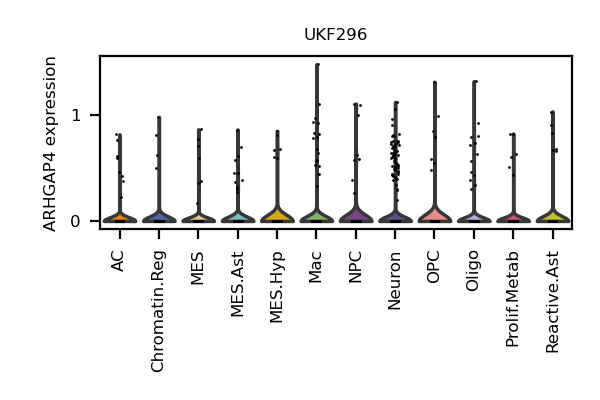 UKF296
ARHGAP4 expression
1
0
AC
Chromatin.Reg
MES
MES.Ast
MES.Hyp
Mac
NPC
Neuron
OPC
Oligo
Prolif.Metab
Reactive.Ast